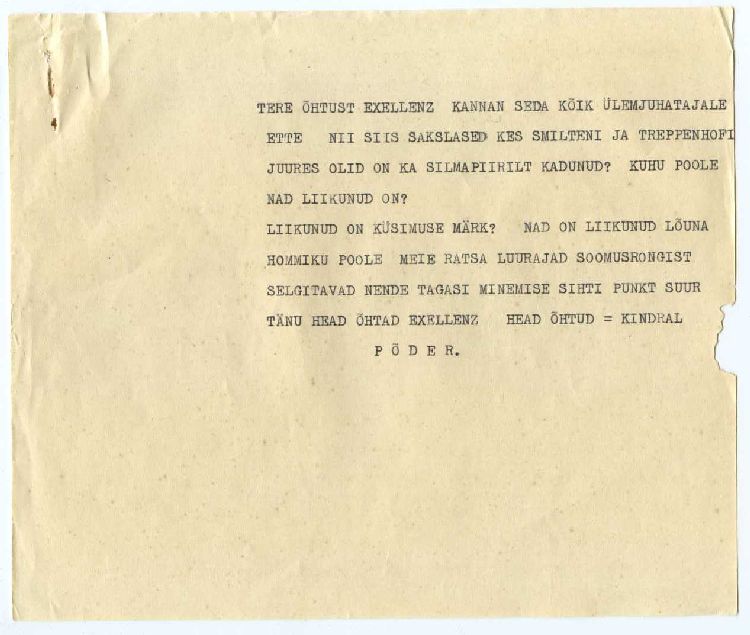 TERE ÕHTUST EXELLENZ KANNAN SEDA KÕIK ÜLEMJUHATAJALE
ETTE NII SIIS SAKSLASED KES SMILTENI JA TREPPENHOFI
JUURES OLID ON KA SILMAPIIRILT KADUNUD? KUHU POOLE
NAD LIIKUNUD ON?
LIIKUNUD ON KÜSIMUSE MÄRK? NAD ON LIIKUNUD LÕUNA
HOMMIKU POOLE MEIE RATSA LUURAJAD SOOMUSRONGIST
SELGITAVAD NENDE TAGASI MINEMISE SIHTI PUNKT SUUR
TÄNU HEAD ÕHTAD EXELLENZ HEAD ÕHTUD = KINDRAL
P Õ D E R.